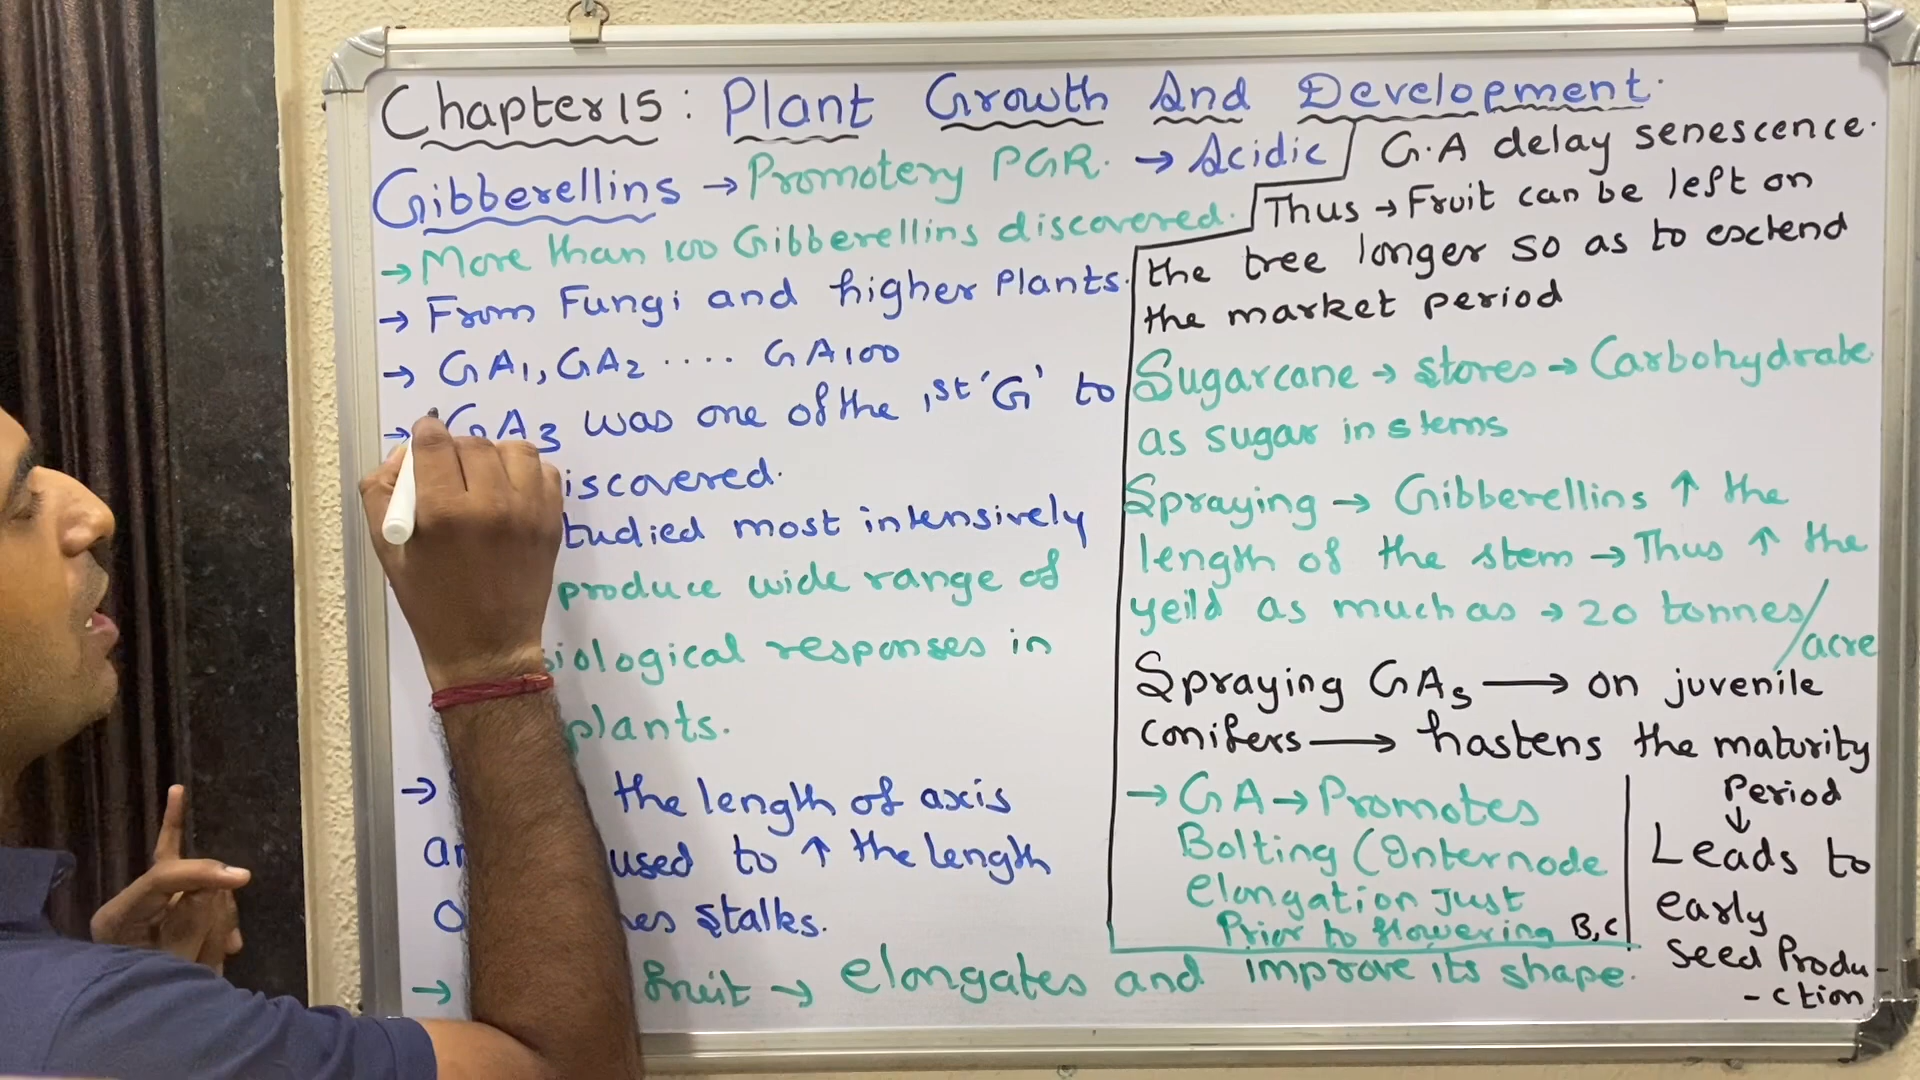 Chapter 15: Plant Growth And Development.
Gibberellins → Promotery PGR. → Acidic
→ More than 100 Gibberellins discovered.
→ From Fungi and higher Plants.
→ GA1, GA2 .... GA100
→ GA3 was one of the 1st 'G' to
iscovered.
tudied most intensively
produce wide range of
iological responses in
plants.
→ the length of axis
used to ↑ the length
stalks.
→ fruit → elongates and improve its shape.
G.A delay senescence.
Thus → Fruit can be left on
the tree longer so as to extend
the market period
Sugarcane → stores → Carbohydrate
as sugar in stems
Spraying → Gibberellins ↑ the
length of the stem → Thus ↑ the
yeild as much as → 20 tonnes/
acre
Spraying GAs → on juvenile
conifers → hastens the maturity
Period
↓
Leads to
early
seed Produ-
-ction
→ GA → Promotes
Bolting (Internode
elongation Just
Prior to flowering B,C